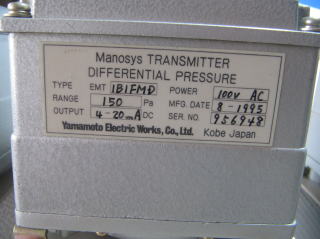 Manosys TRANSMITTER
DIFFERENTIAL PRESSURE
TYPE EMT 1B1FMD POWER 100V AC
RANGE 150 Pa MFG. DATE 8-1995
OUTPUT 4-20mA DC SER. NO. 956948
Yamamoto Electric Works, Co., Ltd. Kobe Japan